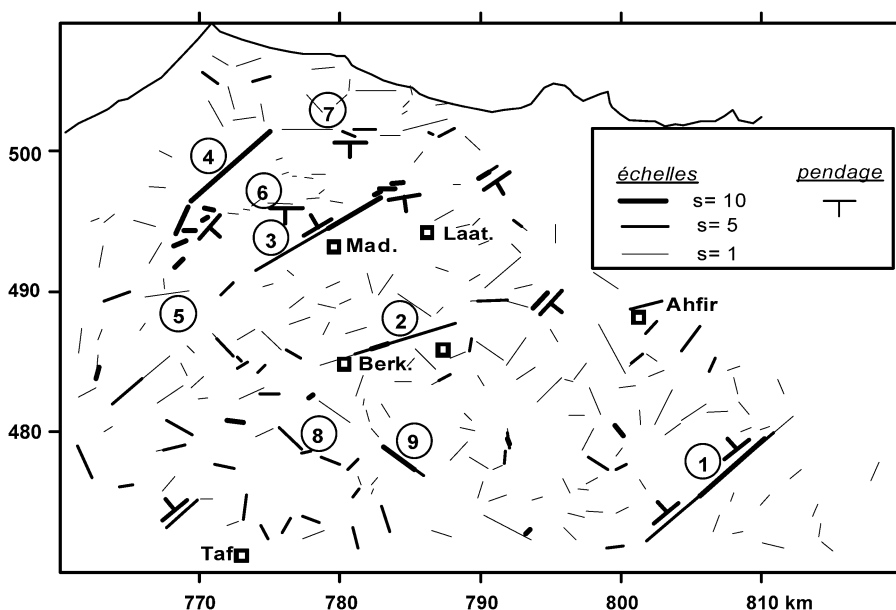 7
500
4
échelles
pendage
6
s= 10
3
Mad.
Laat.
s= 5
s= 1
490
5
2
Ahfir
Berk.
480
8
9
1
Taf
770
780
790
800
810 km